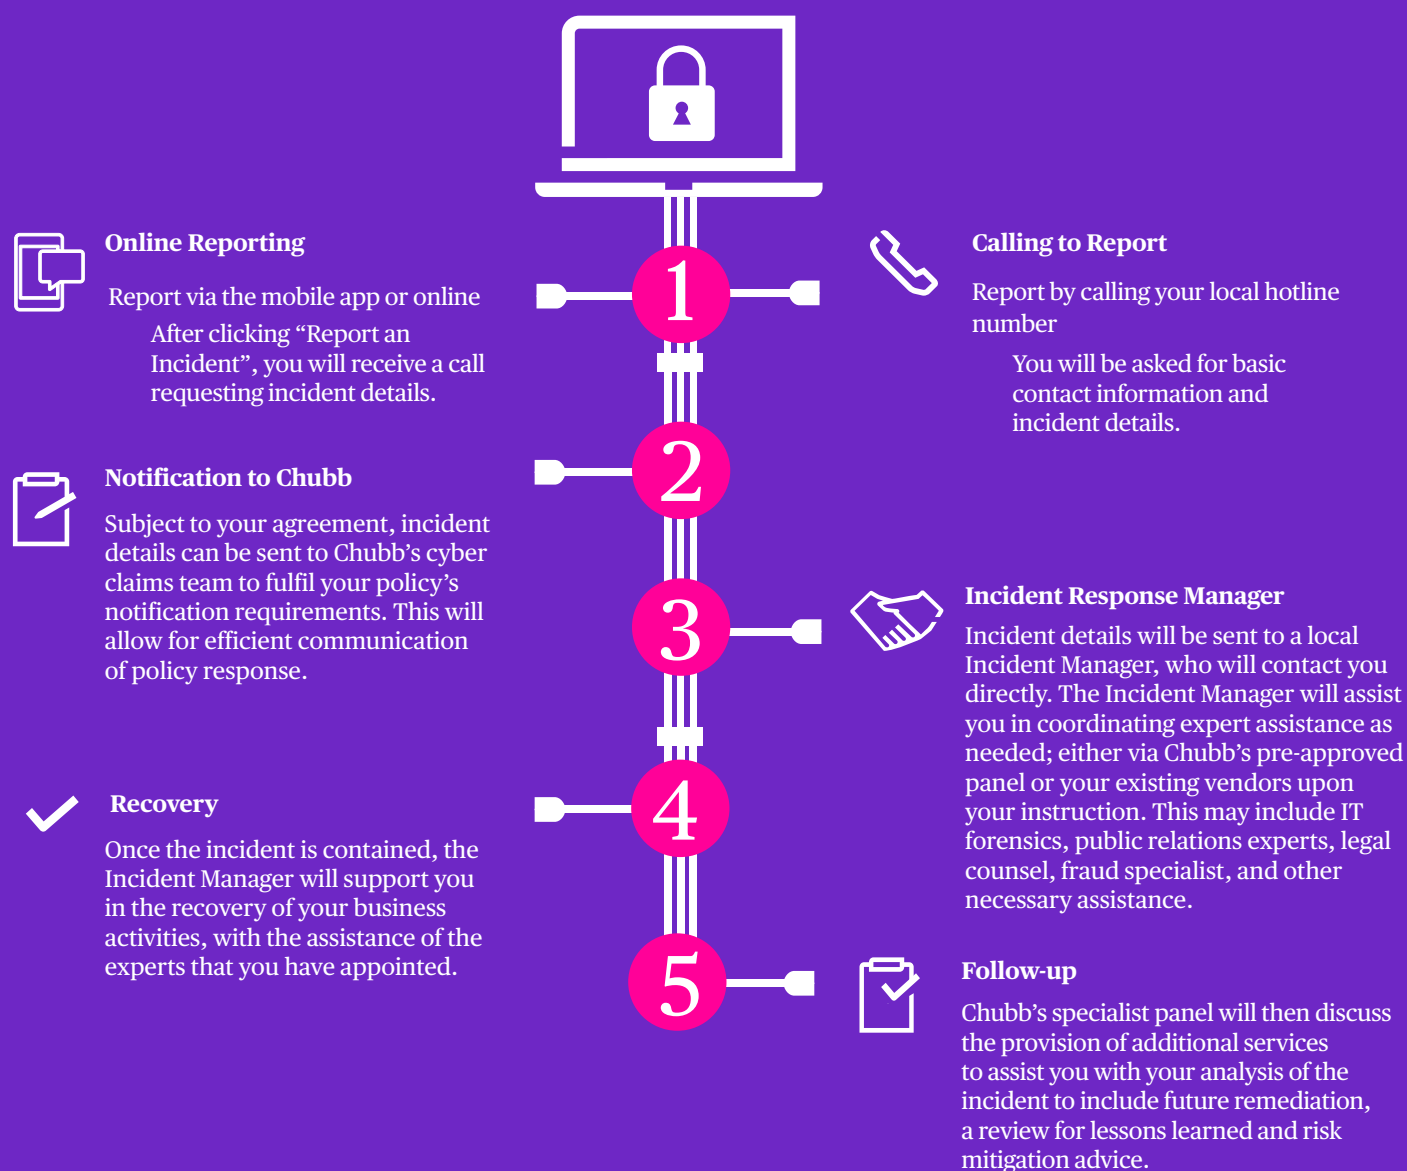 1
Online Reporting
Report via the mobile app or online
After clicking “Report an
Incident”, you will receive a call
requesting incident details.
Calling to Report
Report by calling your local hotline
number
You will be asked for basic
contact information and
incident details.
2
Notification to Chubb
Subject to your agreement, incident
details can be sent to Chubb’s cyber
claims team to fulfil your policy’s
notification requirements. This will
allow for efficient communication
of policy response.
3
Incident Response Manager
Incident details will be sent to a local
Incident Manager, who will contact you
directly. The Incident Manager will assist
you in coordinating expert assistance as
needed; either via Chubb’s pre-approved
panel or your existing vendors upon
your instruction. This may include IT
forensics, public relations experts, legal
counsel, fraud specialist, and other
necessary assistance.
4
Recovery
Once the incident is contained, the
Incident Manager will support you
in the recovery of your business
activities, with the assistance of the
experts that you have appointed.
5
Follow-up
Chubb’s specialist panel will then discuss
the provision of additional services
to assist you with your analysis of the
incident to include future remediation,
a review for lessons learned and risk
mitigation advice.